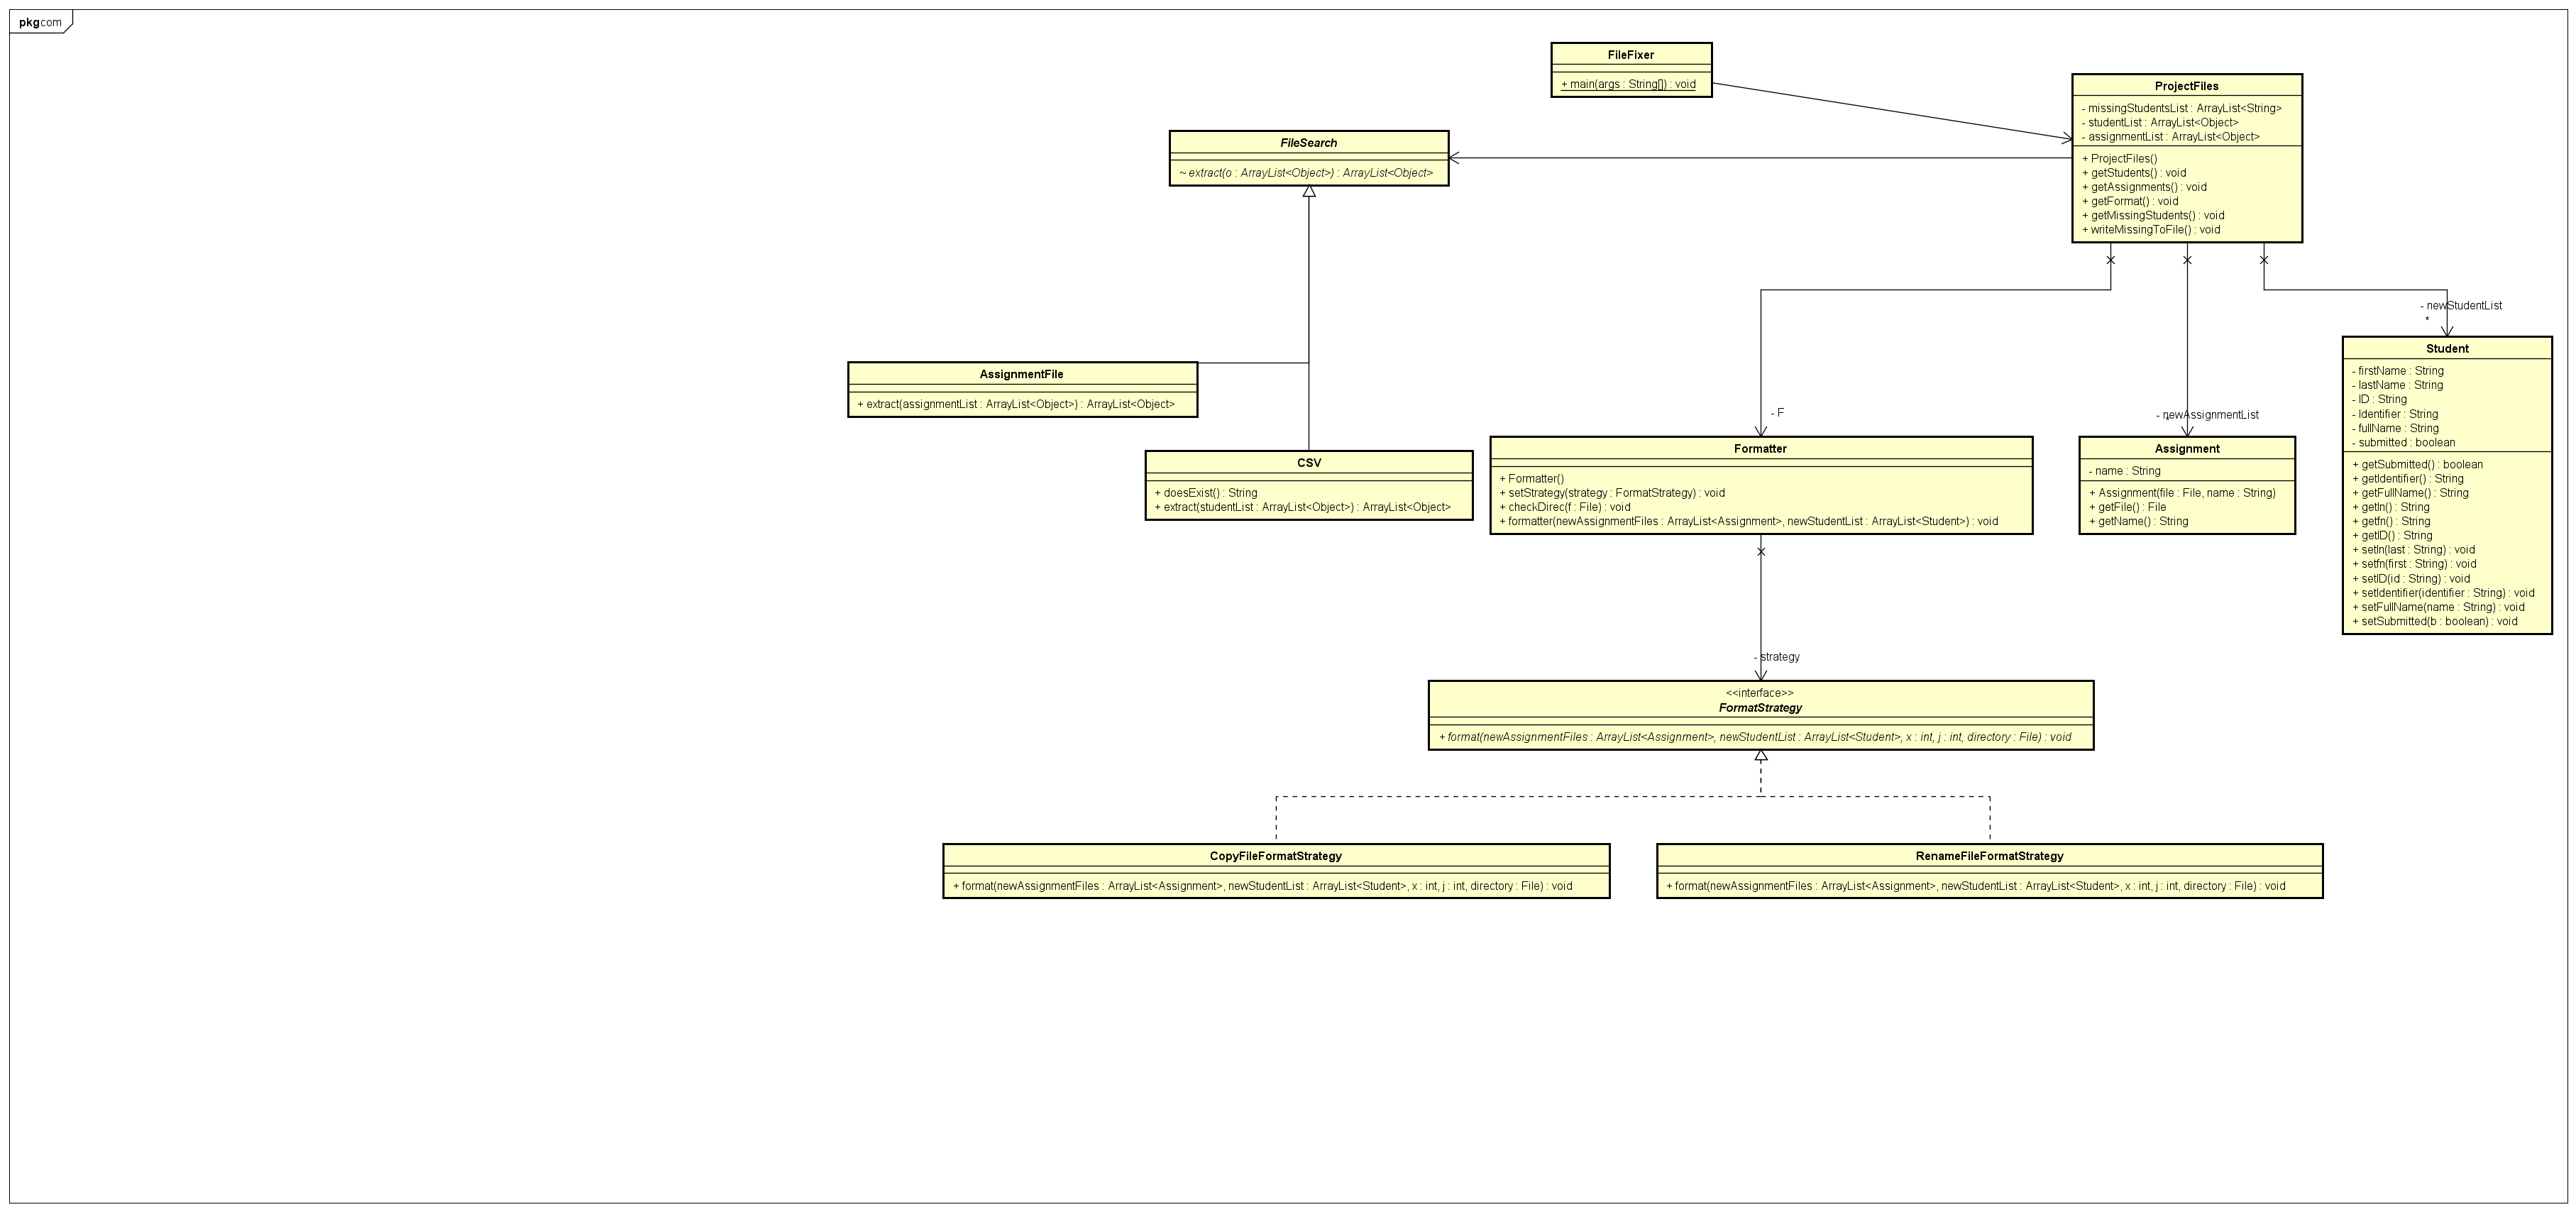 pkg com
FileFixer
+ main(args : String[]) : void
ProjectFiles
- missingStudentsList : ArrayList<String>
- studentList : ArrayList<Object>
- assignmentList : ArrayList<Object>
+ ProjectFiles()
+ getStudents() : void
+ getAssignments() : void
+ getFormat() : void
+ getMissingStudents() : void
+ writeMissingToFile() : void
FileSearch
~ extract(o : ArrayList<Object>) : ArrayList<Object>
- newStudentList
*
Student
- firstName : String
- lastName : String
- ID : String
- Identifier : String
- fullName : String
- submitted : boolean
+ getSubmitted() : boolean
+ getIdentifier() : String
+ getFullName() : String
+ getln() : String
+ getfn() : String
+ getID() : String
+ setln(last : String) : void
+ setfn(first : String) : void
+ setID(id : String) : void
+ setIdentifier(identifier : String) : void
+ setFullName(name : String) : void
+ setSubmitted(b : boolean) : void
AssignmentFile
+ extract(assignmentList : ArrayList<Object>) : ArrayList<Object>
CSV
+ doesExist() : String
+ extract(studentList : ArrayList<Object>) : ArrayList<Object>
- F
Formatter
+ Formatter()
+ setStrategy(strategy : FormatStrategy) : void
+ checkDirec(f : File) : void
+ formatter(newAssignmentFiles : ArrayList<Assignment>, newStudentList : ArrayList<Student>) : void
- newAssignmentList
*
Assignment
- name : String
+ Assignment(file : File, name : String)
+ getFile() : File
+ getName() : String
- strategy
<<interface>>
FormatStrategy
+ format(newAssignmentFiles : ArrayList<Assignment>, newStudentList : ArrayList<Student>, x : int, j : int, directory : File) : void
CopyFileFormatStrategy
+ format(newAssignmentFiles : ArrayList<Assignment>, newStudentList : ArrayList<Student>, x : int, j : int, directory : File) : void
RenameFileFormatStrategy
+ format(newAssignmentFiles : ArrayList<Assignment>, newStudentList : ArrayList<Student>, x : int, j : int, directory : File) : void